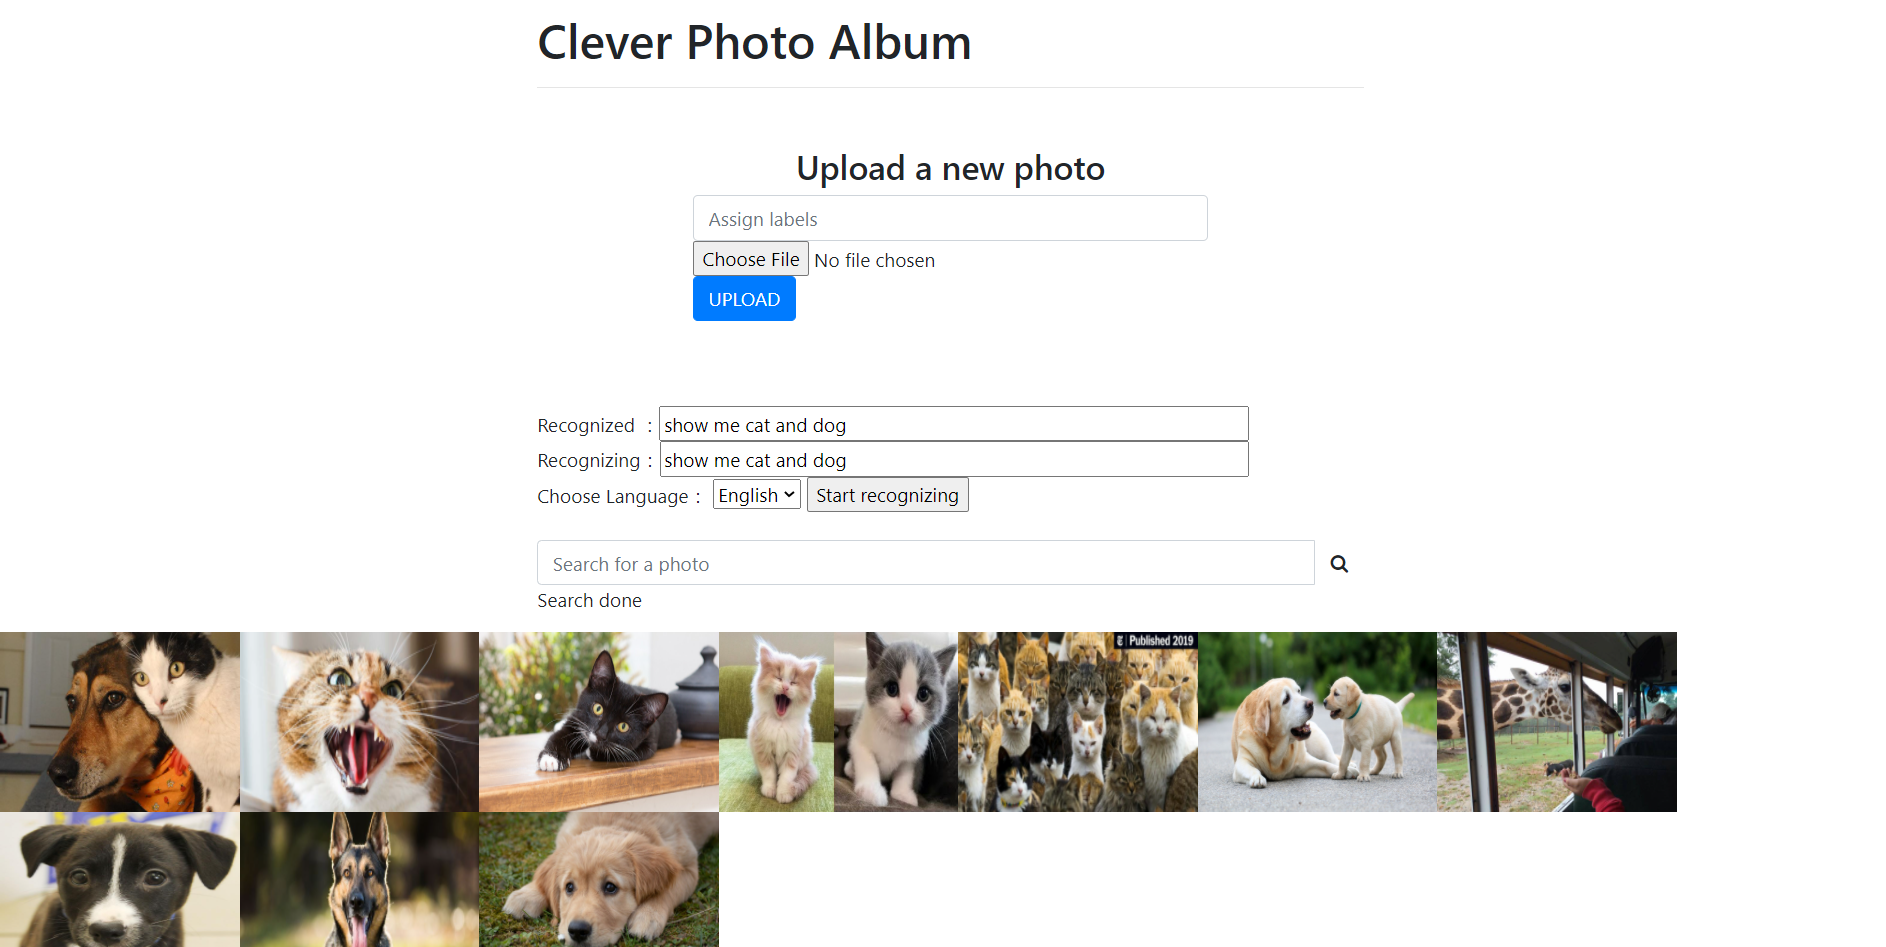 Clever Photo Album
Upload a new photo
Assign labels
Choose File No file chosen
UPLOAD
Recognized : show me cat and dog
Recognizing : show me cat and dog
Choose Language : English Start recognizing
Search for a photo
Search done
Published 2019